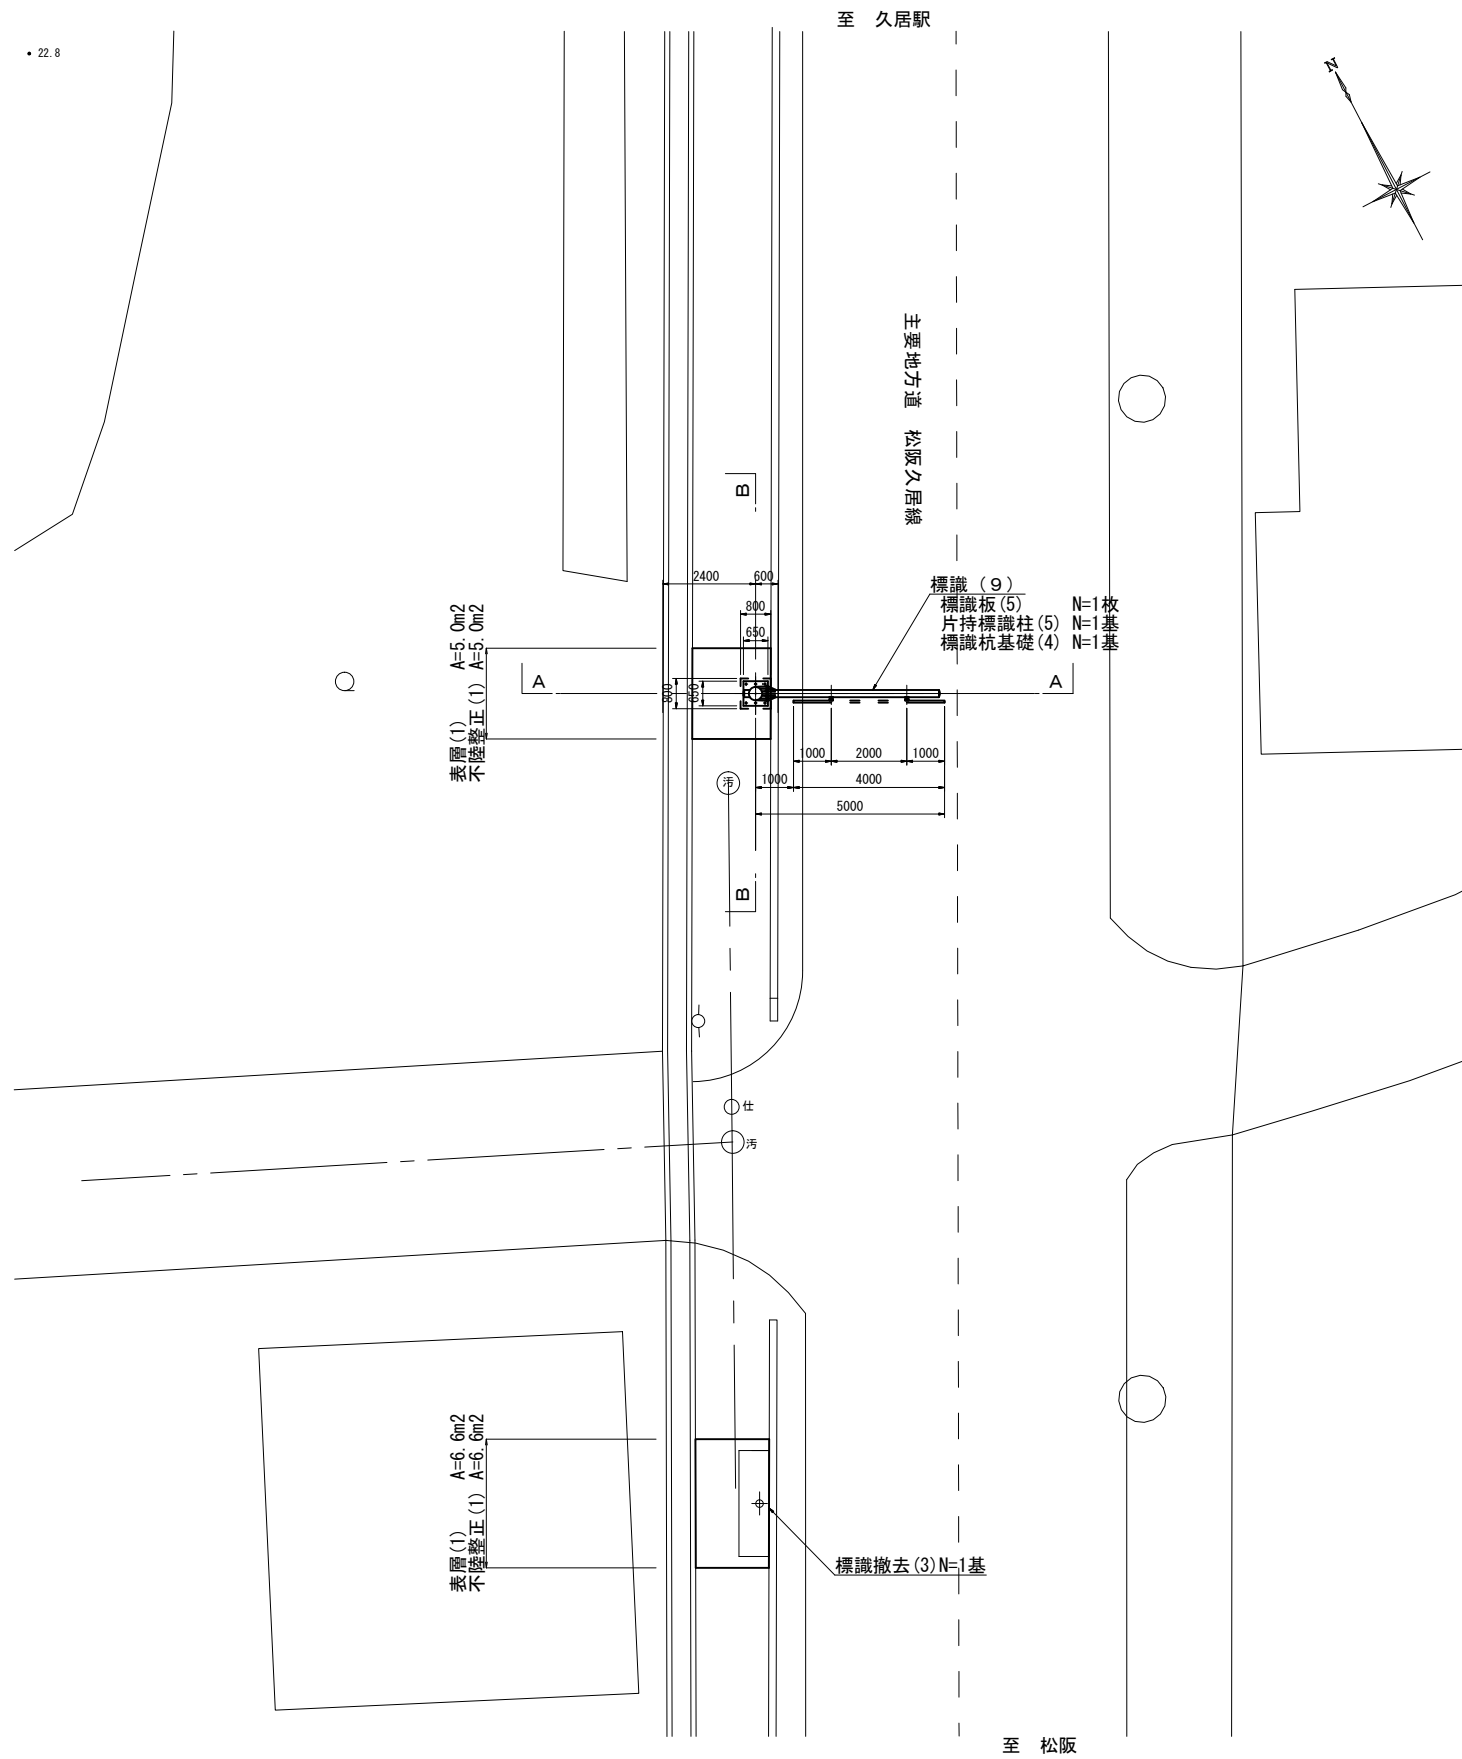 至　久居駅
22.8
N
主要地方道　松阪久居線
B
2400
600
800
650
標識（９）
標識板(5)　N=1枚
片持標識柱(5) N=1基
標識杭基礎(4) N=1基
表層(1)　A=5.0m2
不陸整正(1) A=5.0m2
A
A
800
650
1000
2000
1000
1000
4000
5000
汚
B
仕
汚
表層(1)　A=6.6m2
不陸整正(1) A=6.6m2
標識撤去(3)N=1基
至　松阪